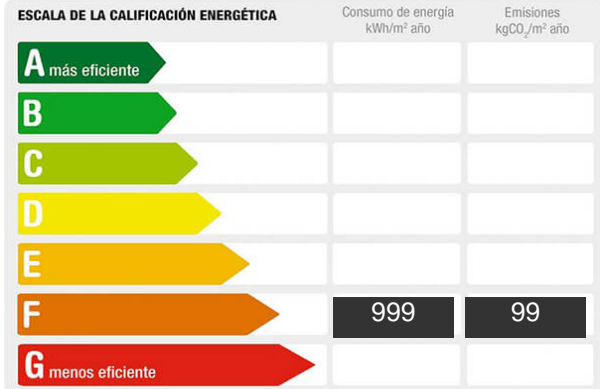 ESCALA DE LA CALIFICACIÓN ENERGÉTICA
Consumo de energía
kWh/m² año
Emisiones
kgCO₂/m² año
A más eficiente
B
C
D
E
F 999 99
G menos eficiente